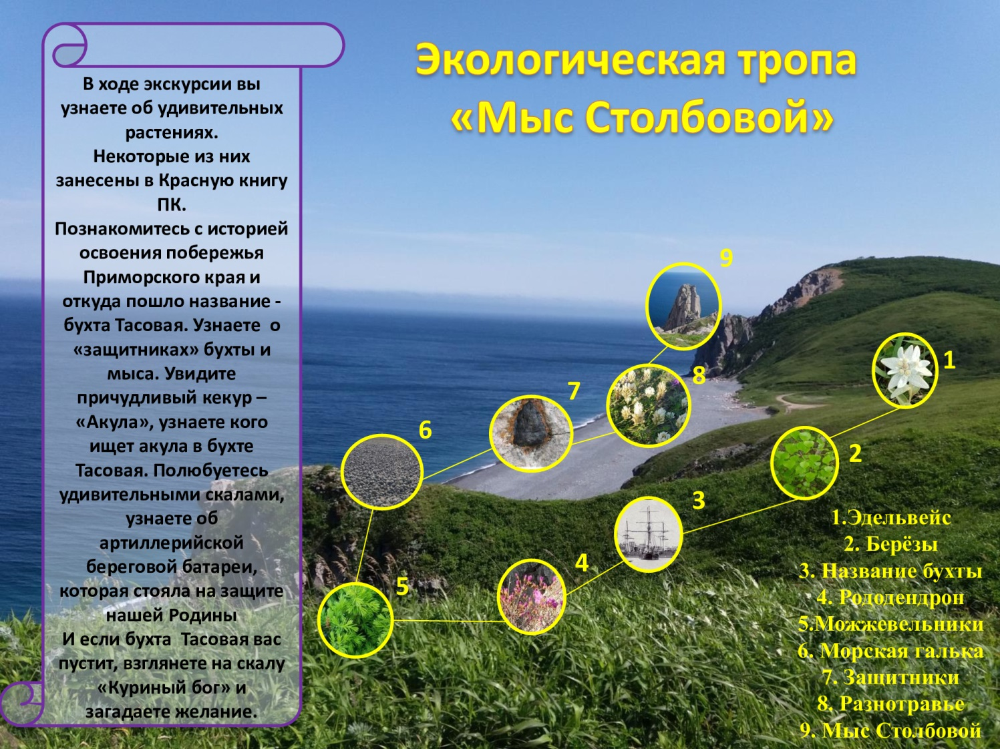 Экологическая тропа
«Мыс Столбовой»
В ходе экскурсии вы
узнаете об удивительных
растениях.
Некоторые из них
занесены в Красную книгу
ПК.
Познакомитесь с историей
освоения побережья
Приморского края и
откуда пошло название -
бухта Тасовая. Узнаете  о
«защитниках» бухты и
мыса. Увидите
причудливый кекур –
«Акула», узнаете кого
ищет акула в бухте
Тасовая. Полюбуетесь
удивительными скалами,
узнаете об
артиллерийской
береговой батареи,
которая стояла на защите
нашей Родины
И если бухта  Тасовая вас
пустит, взглянете на скалу
«Куриный бог» и
загадаете желание.
9
1
8
7
6
2
3
4
5
1.Эдельвейс
2. Берёзы
3. Название бухты
4. Рододендрон
5.Можжевельники
6. Морская галька
7. Защитники
8, Разнотравье
9. Мыс Столбовой